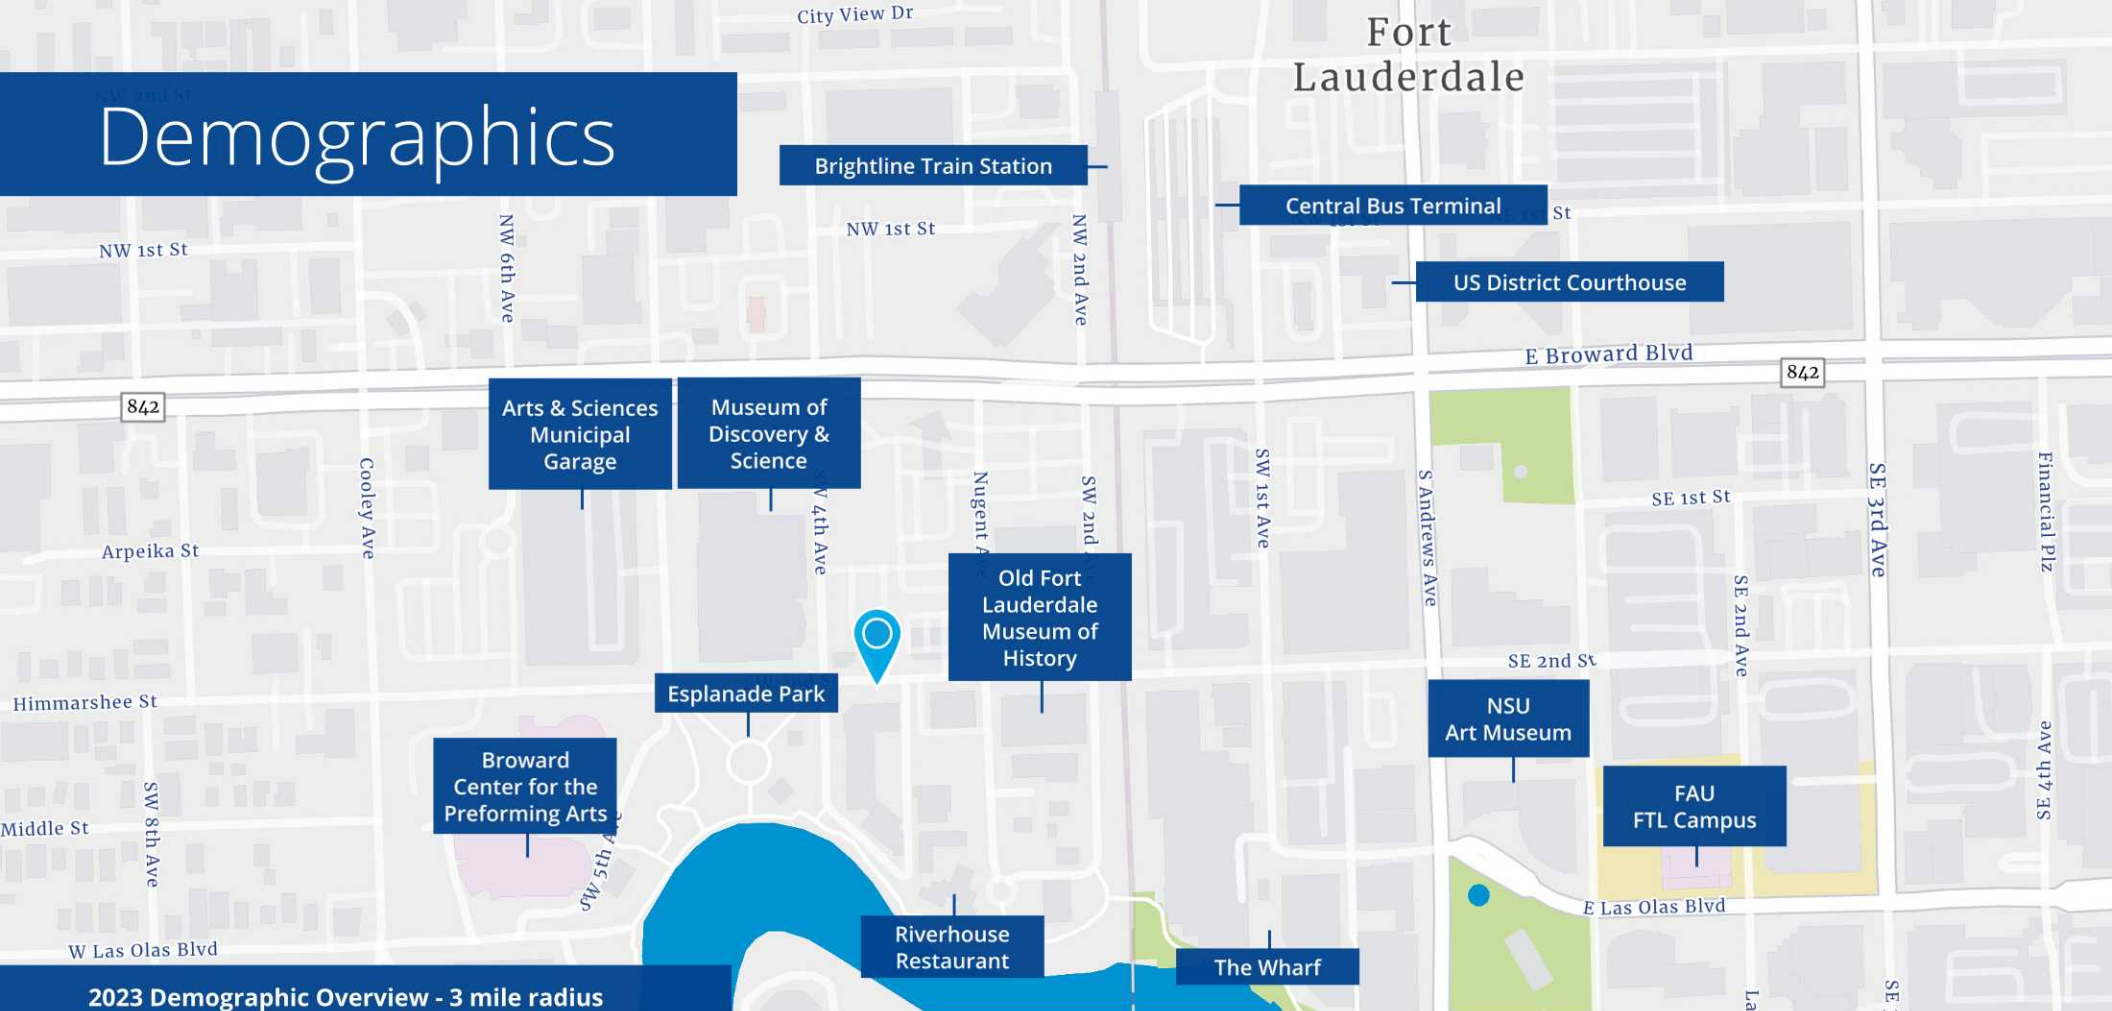 City View Dr
Fort
Lauderdale
NW 2nd St
Demographics
Brightline Train Station
Central Bus Terminal
St
NW 1st St
NW 6th Ave
NW 1st St
NW 2nd Ave
US District Courthouse
E Broward Blvd
842
842
Arts & Sciences
Municipal
Garage
Museum of
Discovery &
Science
Cooley Ave
SW 4th Ave
Nugent Ave
SW 2nd
SW 1st Ave
S Andrews Ave
SE 1st St
SE 3rd Ave
Financial Plz
Arpeika St
Old Fort
Lauderdale
Museum of
History
SE 2nd Ave
SE 2nd St
Himmarshee St
Esplanade Park
NSU
Art Museum
Broward
Center for the
Preforming Arts
SW 8th Ave
Middle St
SW 5th
FAU
FTL Campus
SE 4th Ave
E Las Olas Blvd
W Las Olas Blvd
Riverhouse
Restaurant
The Wharf
2023 Demographic Overview - 3 mile radius
La
SE